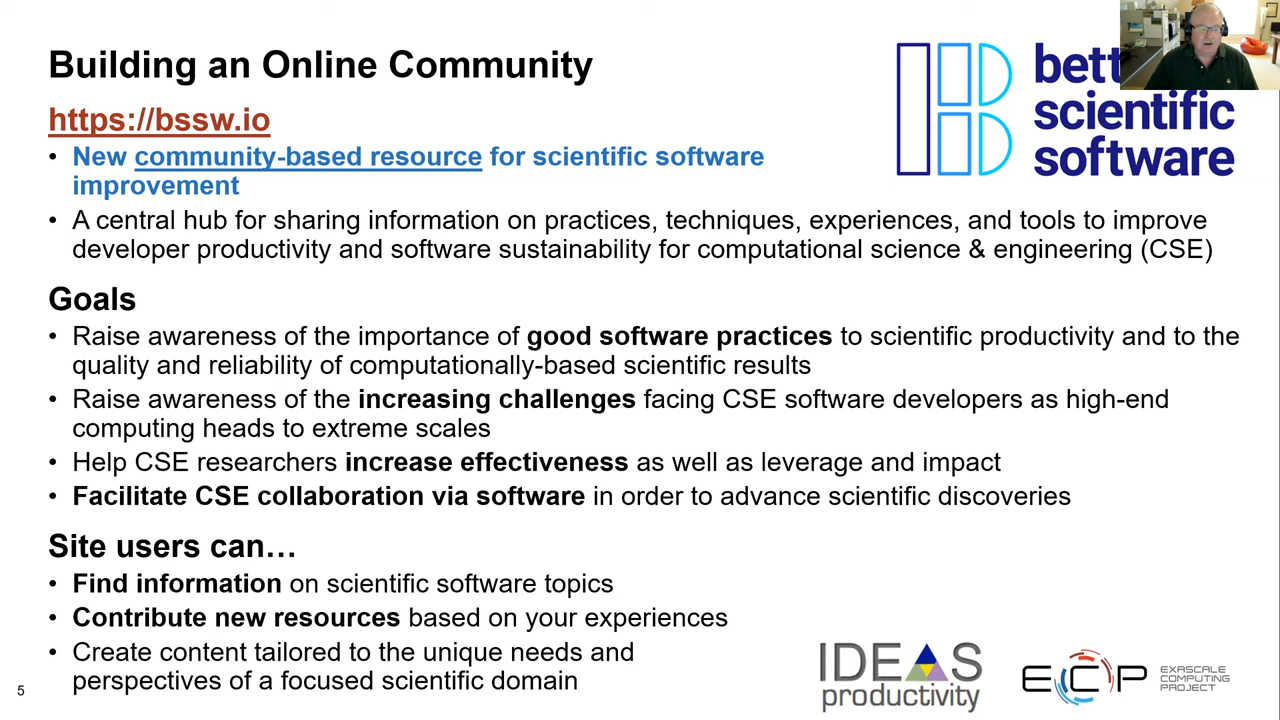 Building an Online Community
https://bssw.io
• New community-based resource for scientific software
improvement
• A central hub for sharing information on practices, techniques, experiences, and tools to improve
developer productivity and software sustainability for computational science & engineering (CSE)
Goals
• Raise awareness of the importance of good software practices to scientific productivity and to the
quality and reliability of computationally-based scientific results
• Raise awareness of the increasing challenges facing CSE software developers as high-end
computing heads to extreme scales
• Help CSE researchers increase effectiveness as well as leverage and impact
• Facilitate CSE collaboration via software in order to advance scientific discoveries
Site users can…
• Find information on scientific software topics
• Contribute new resources based on your experiences
• Create content tailored to the unique needs and
perspectives of a focused scientific domain
5
scientific
software
IDEAS
productivity
ECP
EXASCALE
COMPUTING
PROJECT